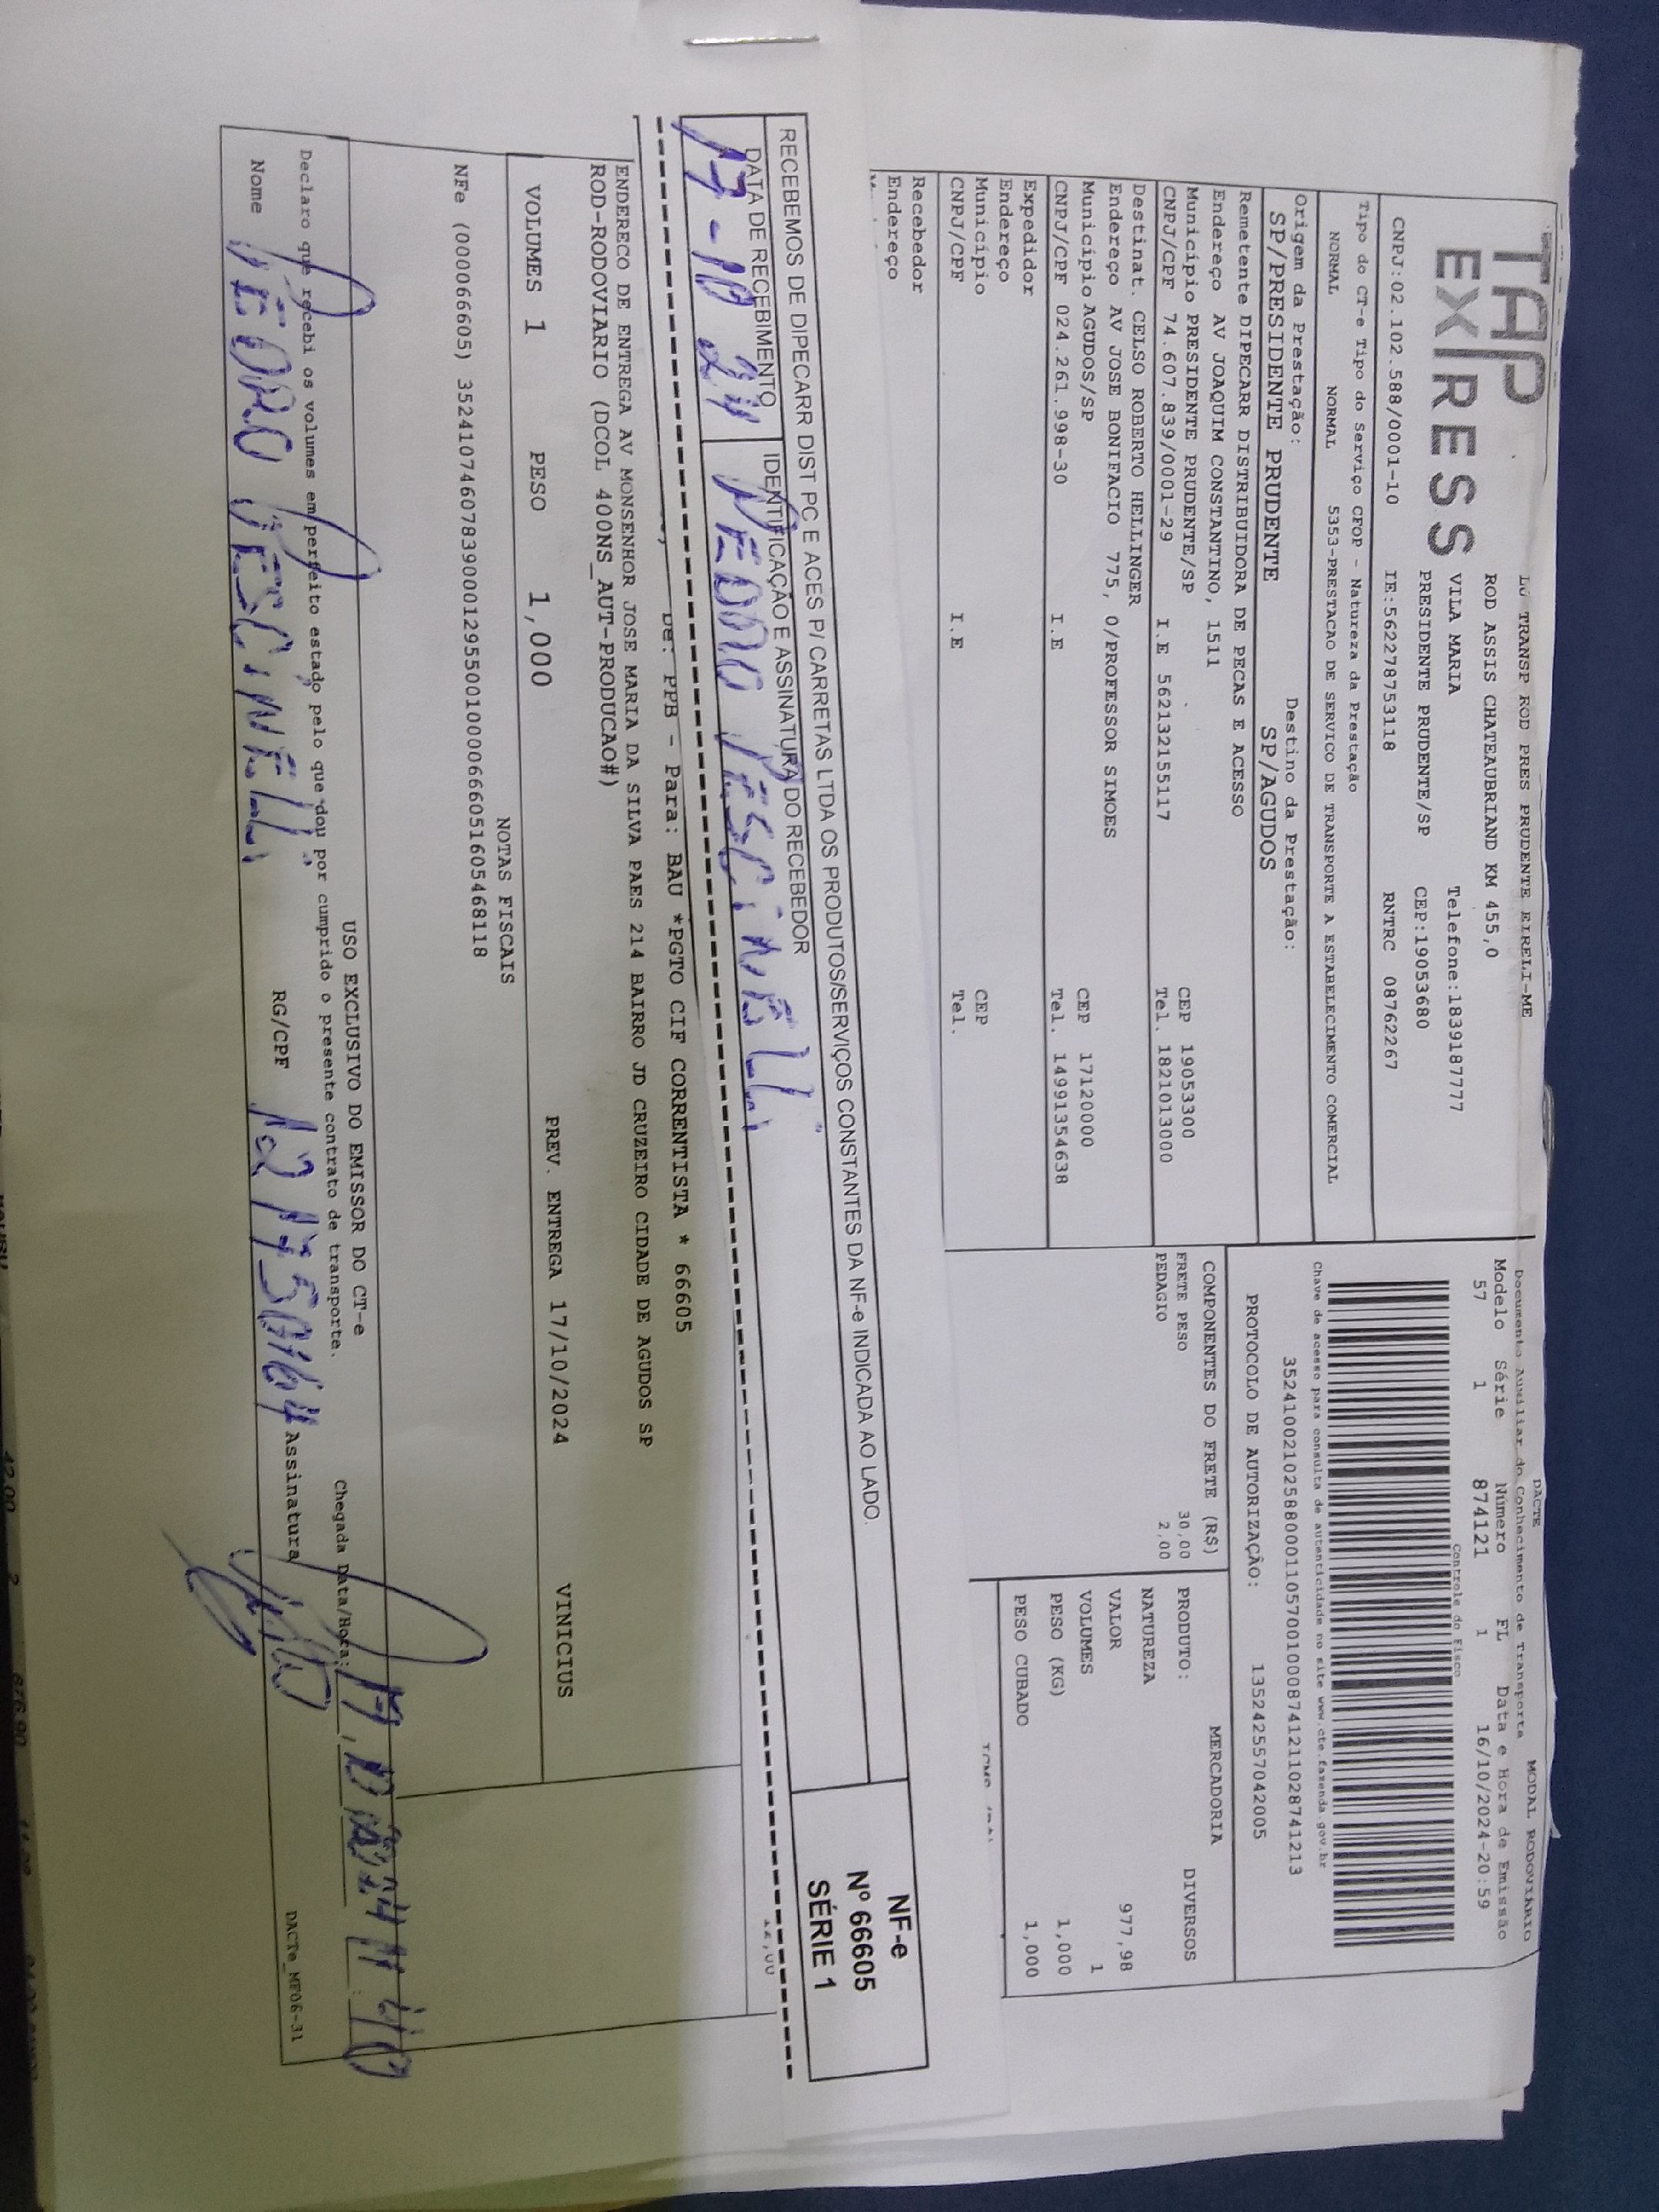 TAP
EXPRESS
LJ TRANSP ROD PRES PRUDENTE EIRELI-ME
ROD ASSIS CHATEAUBRIAND KM 455,0
VILA MARIA Telefone:1839187777
PRESIDENTE PRUDENTE/SP CEP:19053680
CNPJ:02.102.588/0001-10 IE:562278753118 RNTRC 08762267
Tipo do CT-e Tipo do Serviço CFOP - Natureza da Prestação
NORMAL NORMAL 5353-PRESTACAO DE SERVICO DE TRANSPORTE A ESTABELECIMENTO COMERCIAL
Origem da Prestação: Destino da Prestação:
SP/PRESIDENTE PRUDENTE SP/AGUDOS
Remetente DIPECARR DISTRIBUIDORA DE PECAS E ACESSO
Endereço AV JOAQUIM CONSTANTINO, 1511
Município PRESIDENTE PRUDENTE/SP CEP 19053300
CNPJ/CPF 74.607.839/0001-29 I.E 562132155117 Tel. 1821013000
Destinat. CELSO ROBERTO HELLINGER
Endereço AV JOSE BONIFACIO 775, 0/PROFESSOR SIMOES
Município AGUDOS/SP CEP 17120000
CNPJ/CPF 024.261.998-30 I.E Tel. 14991354638
Expedidor
Endereço
Município CEP
CNPJ/CPF I.E Tel.
Recebedor
Endereço
DACTE MODAL RODOVIÁRIO
Documento Auxiliar do Conhecimento de Transporte
Modelo Série Número FL Data e Hora de Emissão
57 1 874121 1 16/10/2024-20:59
Controle do Fisco
Chave de acesso para consulta de autenticidade no site www.cte.fazenda.gov.br
35241002102588000110570010008741211028741213
PROTOCOLO DE AUTORIZAÇÃO: 135242557042005
COMPONENTES DO FRETE (R$)
FRETE PESO 30,00
PEDAGIO 2,00
MERCADORIA
PRODUTO: DIVERSOS
NATUREZA
VALOR 977,98
VOLUMES 1
PESO (KG) 1,000
PESO CUBADO 1,000
RECEBEMOS DE DIPECARR DIST PC E ACES P/ CARRETAS LTDA OS PRODUTOS/SERVIÇOS CONSTANTES DA NF-e INDICADA AO LADO.
DATA DE RECEBIMENTO IDENTIFICAÇÃO E ASSINATURA DO RECEBEDOR
17-10 24 PEDRO PESCINELLI
NF-e
Nº 66605
SÉRIE 1
De: PPB - Para: BAU *PGTO CIF CORRENTISTA * 66605
ENDERECO DE ENTREGA AV MONSENHOR JOSE MARIA DA SILVA PAES 214 BAIRRO JD CRUZEIRO CIDADE DE AGUDOS SP
ROD-RODOVIARIO (DCOL 400NS_AUT-PRODUCAO#)
VOLUMES 1 PESO 1,000 PREV. ENTREGA 17/10/2024 VINICIUS
NOTAS FISCAIS
NFe (000066605) 35241074607839000129550010000666051605468118
USO EXCLUSIVO DO EMISSOR DO CT-e
Declaro que recebi os volumes em perfeito estado pelo que dou por cumprido o presente contrato de transporte. Chegada Data/Hora:
Nome PEDRO PESCINELLI RG/CPF Assinatura
DACTe_MF06-31